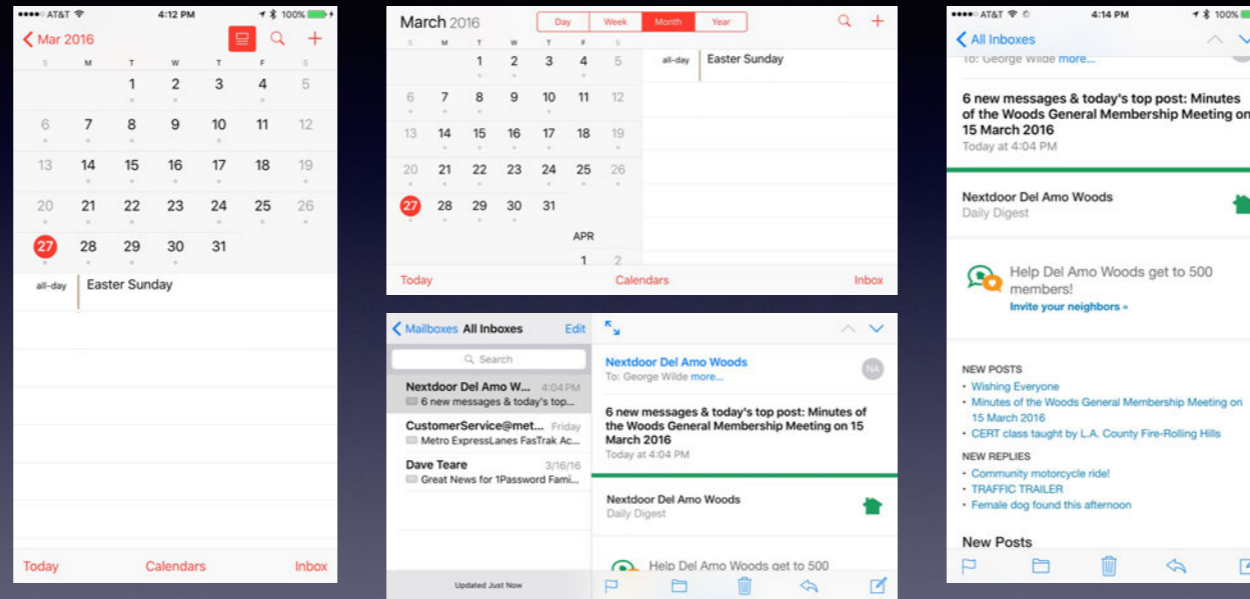 AT&T 4:12 PM 100%
Mar 2016
S M T W T F S
1 2 3 4 5
6 7 8 9 10 11 12
13 14 15 16 17 18 19
20 21 22 23 24 25 26
27 28 29 30 31
all-day Easter Sunday
Today Calendars Inbox
March 2016 Day Week Month Year
S M T W T F S
1 2 3 4 5
6 7 8 9 10 11 12
13 14 15 16 17 18 19
20 21 22 23 24 25 26
27 28 29 30 31
APR
1 2
all-day Easter Sunday
Today Calendars Inbox
Mailboxes All Inboxes Edit
Search
Nextdoor Del Amo W... 4:04 PM
6 new messages & today's top...
CustomerService@met... Friday
Metro ExpressLanes FasTrak Ac...
Dave Teare 3/16/16
Great News for 1Password Fami...
Updated Just Now
Nextdoor Del Amo Woods
NA
To: George Wilde more...
6 new messages & today's top post: Minutes of
the Woods General Membership Meeting on 15
March 2016
Today at 4:04 PM
Nextdoor Del Amo Woods
Daily Digest
Help Del Amo Woods get to 500
AT&T 4:14 PM 100%
All Inboxes
To: George Wilde more...
6 new messages & today's top post: Minutes
of the Woods General Membership Meeting on
15 March 2016
Today at 4:04 PM
Nextdoor Del Amo Woods
Daily Digest
Help Del Amo Woods get to 500
members!
Invite your neighbors »
NEW POSTS
• Wishing Everyone
• Minutes of the Woods General Membership Meeting on
15 March 2016
• CERT class taught by L.A. County Fire-Rolling Hills
NEW REPLIES
• Community motorcycle ride!
• TRAFFIC TRAILER
• Female dog found this afternoon
New Posts